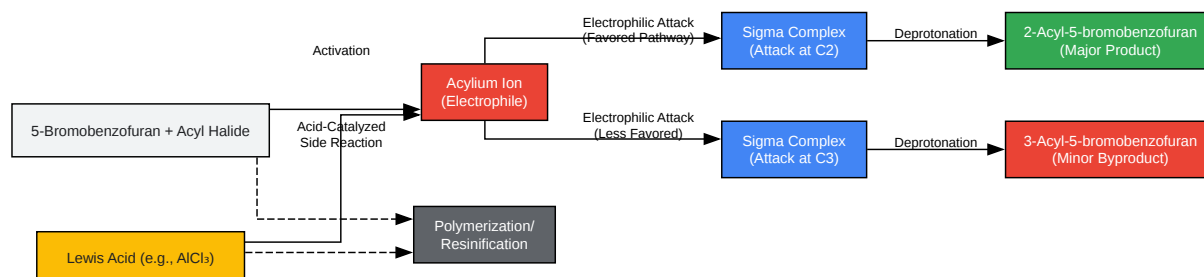 Electrophilic Attack
(Favored Pathway)
Sigma Complex
(Attack at C2)
Deprotonation
2-Acyl-5-bromobenzofuran
(Major Product)
Activation
Acylium Ion
(Electrophile)
5-Bromobenzofuran + Acyl Halide
Acid-Catalyzed
Side Reaction
Electrophilic Attack
(Less Favored)
Sigma Complex
(Attack at C3)
Deprotonation
3-Acyl-5-bromobenzofuran
(Minor Byproduct)
Polymerization/
Resinification
Lewis Acid (e.g., AlCl₃)